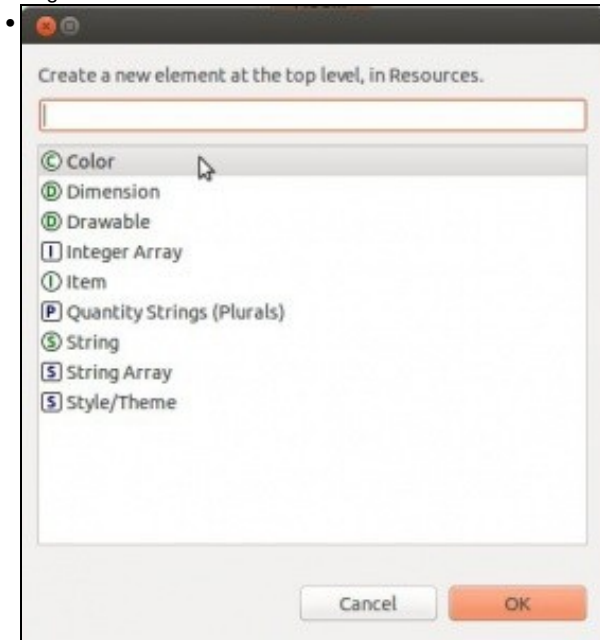 Create a new element at the top level, in Resources.
C Color
D Dimension
D Drawable
I Integer Array
I Item
P Quantity Strings (Plurals)
S String
S String Array
S Style/Theme
Cancel OK